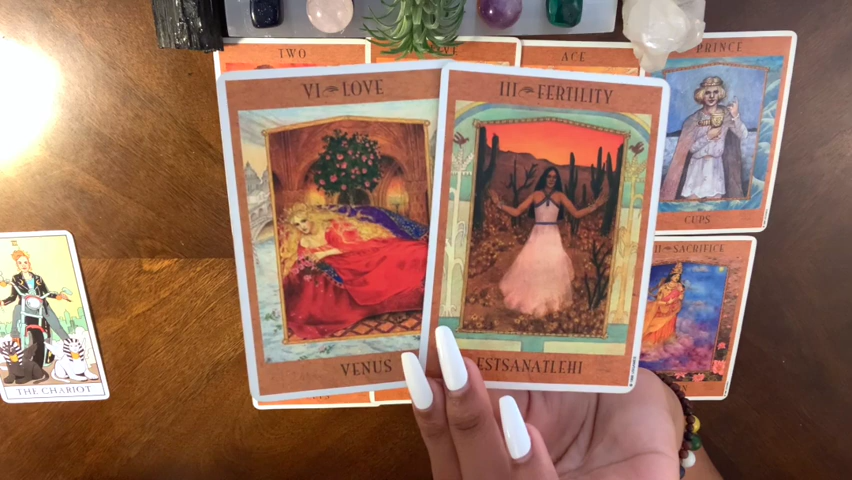 TWO
ACE
PRINCE
VI LOVE
III FERTILITY
CUPS
SACRIFICE
VENUS
ESTSANATLEHI
THE CHARIOT